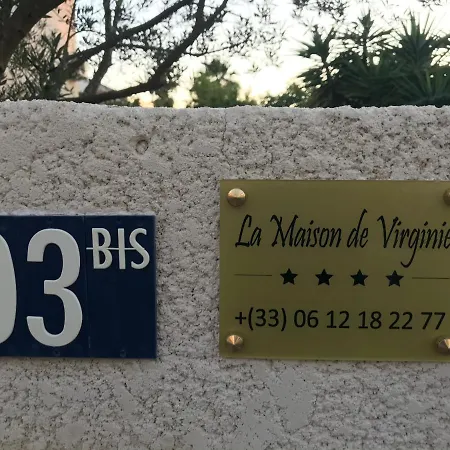 03 BIS
La Maison de Virginie
★ ★ ★ ★
+(33) 06 12 18 22 77